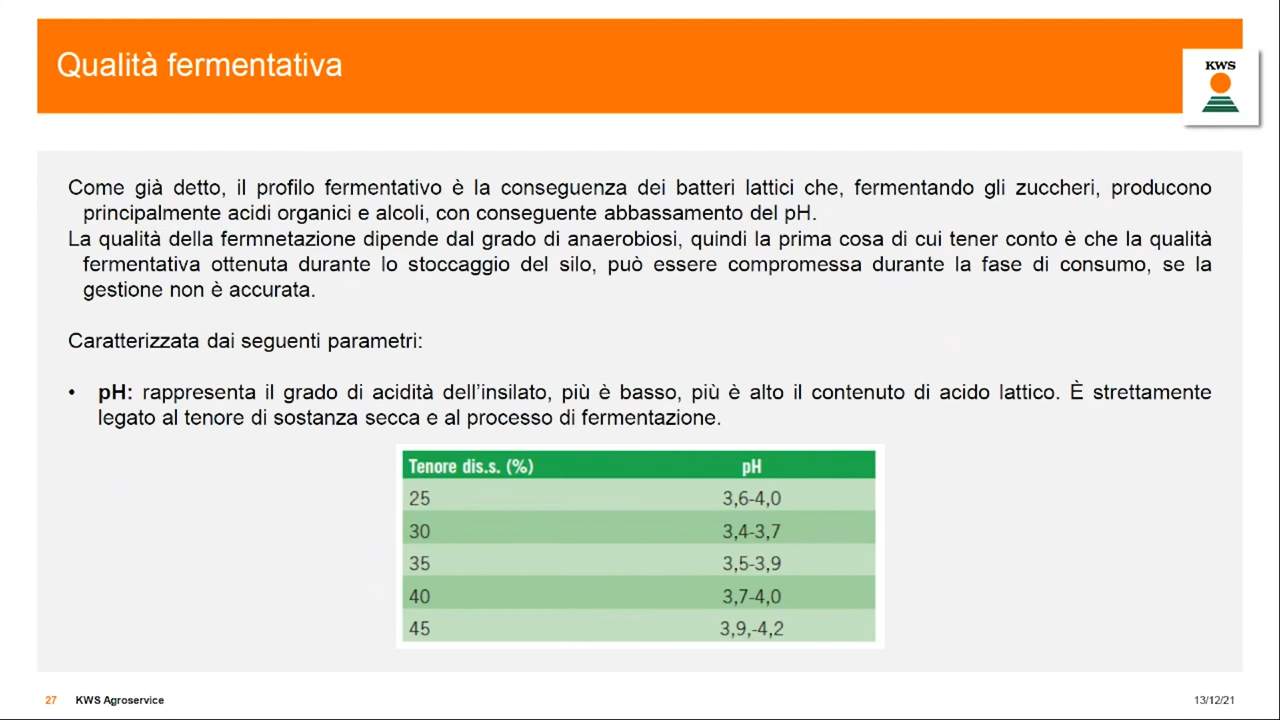 Qualità fermentativa
KWS
Come già detto, il profilo fermentativo è la conseguenza dei batteri lattici che, fermentando gli zuccheri, producono
principalmente acidi organici e alcoli, con conseguente abbassamento del pH.
La qualità della fermnetazione dipende dal grado di anaerobiosi, quindi la prima cosa di cui tener conto è che la qualità
fermentativa ottenuta durante lo stoccaggio del silo, può essere compromessa durante la fase di consumo, se la
gestione non è accurata.
Caratterizzata dai seguenti parametri:
• pH: rappresenta il grado di acidità dell'insilato, più è basso, più è alto il contenuto di acido lattico. È strettamente
legato al tenore di sostanza secca e al processo di fermentazione.
Tenore dis.s. (%) pH
25 3,6-4,0
30 3,4-3,7
35 3,5-3,9
40 3,7-4,0
45 3,9,-4,2
27 KWS Agroservice 13/12/21